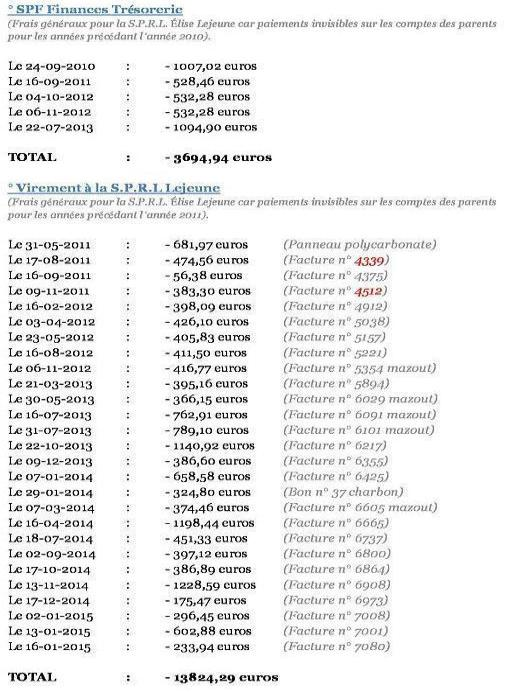 ° SPF Finances Trésorerie
(Frais généraux pour la S.P.R.L. Élise Lejeune car paiements invisibles sur les comptes des parents
pour les années précédant l'année 2010).
Le 24-09-2010 : - 1007,02 euros
Le 16-09-2011 : - 528,46 euros
Le 04-10-2012 : - 532,28 euros
Le 06-11-2012 : - 532,28 euros
Le 22-07-2013 : - 1094,90 euros
TOTAL : - 3694,94 euros
° Virement à la S.P.R.L Lejeune
(Frais généraux pour la S.P.R.L. Élise Lejeune car paiements invisibles sur les comptes des parents
pour les années précédant l'année 2011).
Le 31-05-2011 : - 681,97 euros (Panneau polycarbonate)
Le 17-08-2011 : - 474,56 euros (Facture n° 4339)
Le 16-09-2011 : - 56,38 euros (Facture n° 4375)
Le 09-11-2011 : - 383,30 euros (Facture n° 4512)
Le 16-02-2012 : - 398,09 euros (Facture n° 4912)
Le 03-04-2012 : - 426,10 euros (Facture n° 5038)
Le 23-05-2012 : - 405,83 euros (Facture n° 5157)
Le 16-08-2012 : - 411,50 euros (Facture n° 5221)
Le 06-11-2012 : - 416,77 euros (Facture n° 5354 mazout)
Le 21-03-2013 : - 395,16 euros (Facture n° 5894)
Le 30-05-2013 : - 366,15 euros (Facture n° 6029 mazout)
Le 16-07-2013 : - 762,91 euros (Facture n° 6091 mazout)
Le 31-07-2013 : - 789,10 euros (Facture n° 6101 mazout)
Le 22-10-2013 : - 1140,92 euros (Facture n° 6217)
Le 09-12-2013 : - 386,60 euros (Facture n° 6355)
Le 07-01-2014 : - 658,58 euros (Facture n° 6425)
Le 29-01-2014 : - 324,80 euros (Bon n° 37 charbon)
Le 07-03-2014 : - 374,46 euros (Facture n° 6605 mazout)
Le 16-04-2014 : - 1198,44 euros (Facture n° 6665)
Le 18-07-2014 : - 451,33 euros (Facture n° 6737)
Le 02-09-2014 : - 397,12 euros (Facture n° 6800)
Le 17-10-2014 : - 386,89 euros (Facture n° 6864)
Le 13-11-2014 : - 1228,59 euros (Facture n° 6908)
Le 17-12-2014 : - 175,47 euros (Facture n° 6973)
Le 02-01-2015 : - 296,45 euros (Facture n° 7008)
Le 13-01-2015 : - 602,88 euros (Facture n° 7001)
Le 16-01-2015 : - 233,94 euros (Facture n° 7080)
TOTAL : - 13824,29 euros